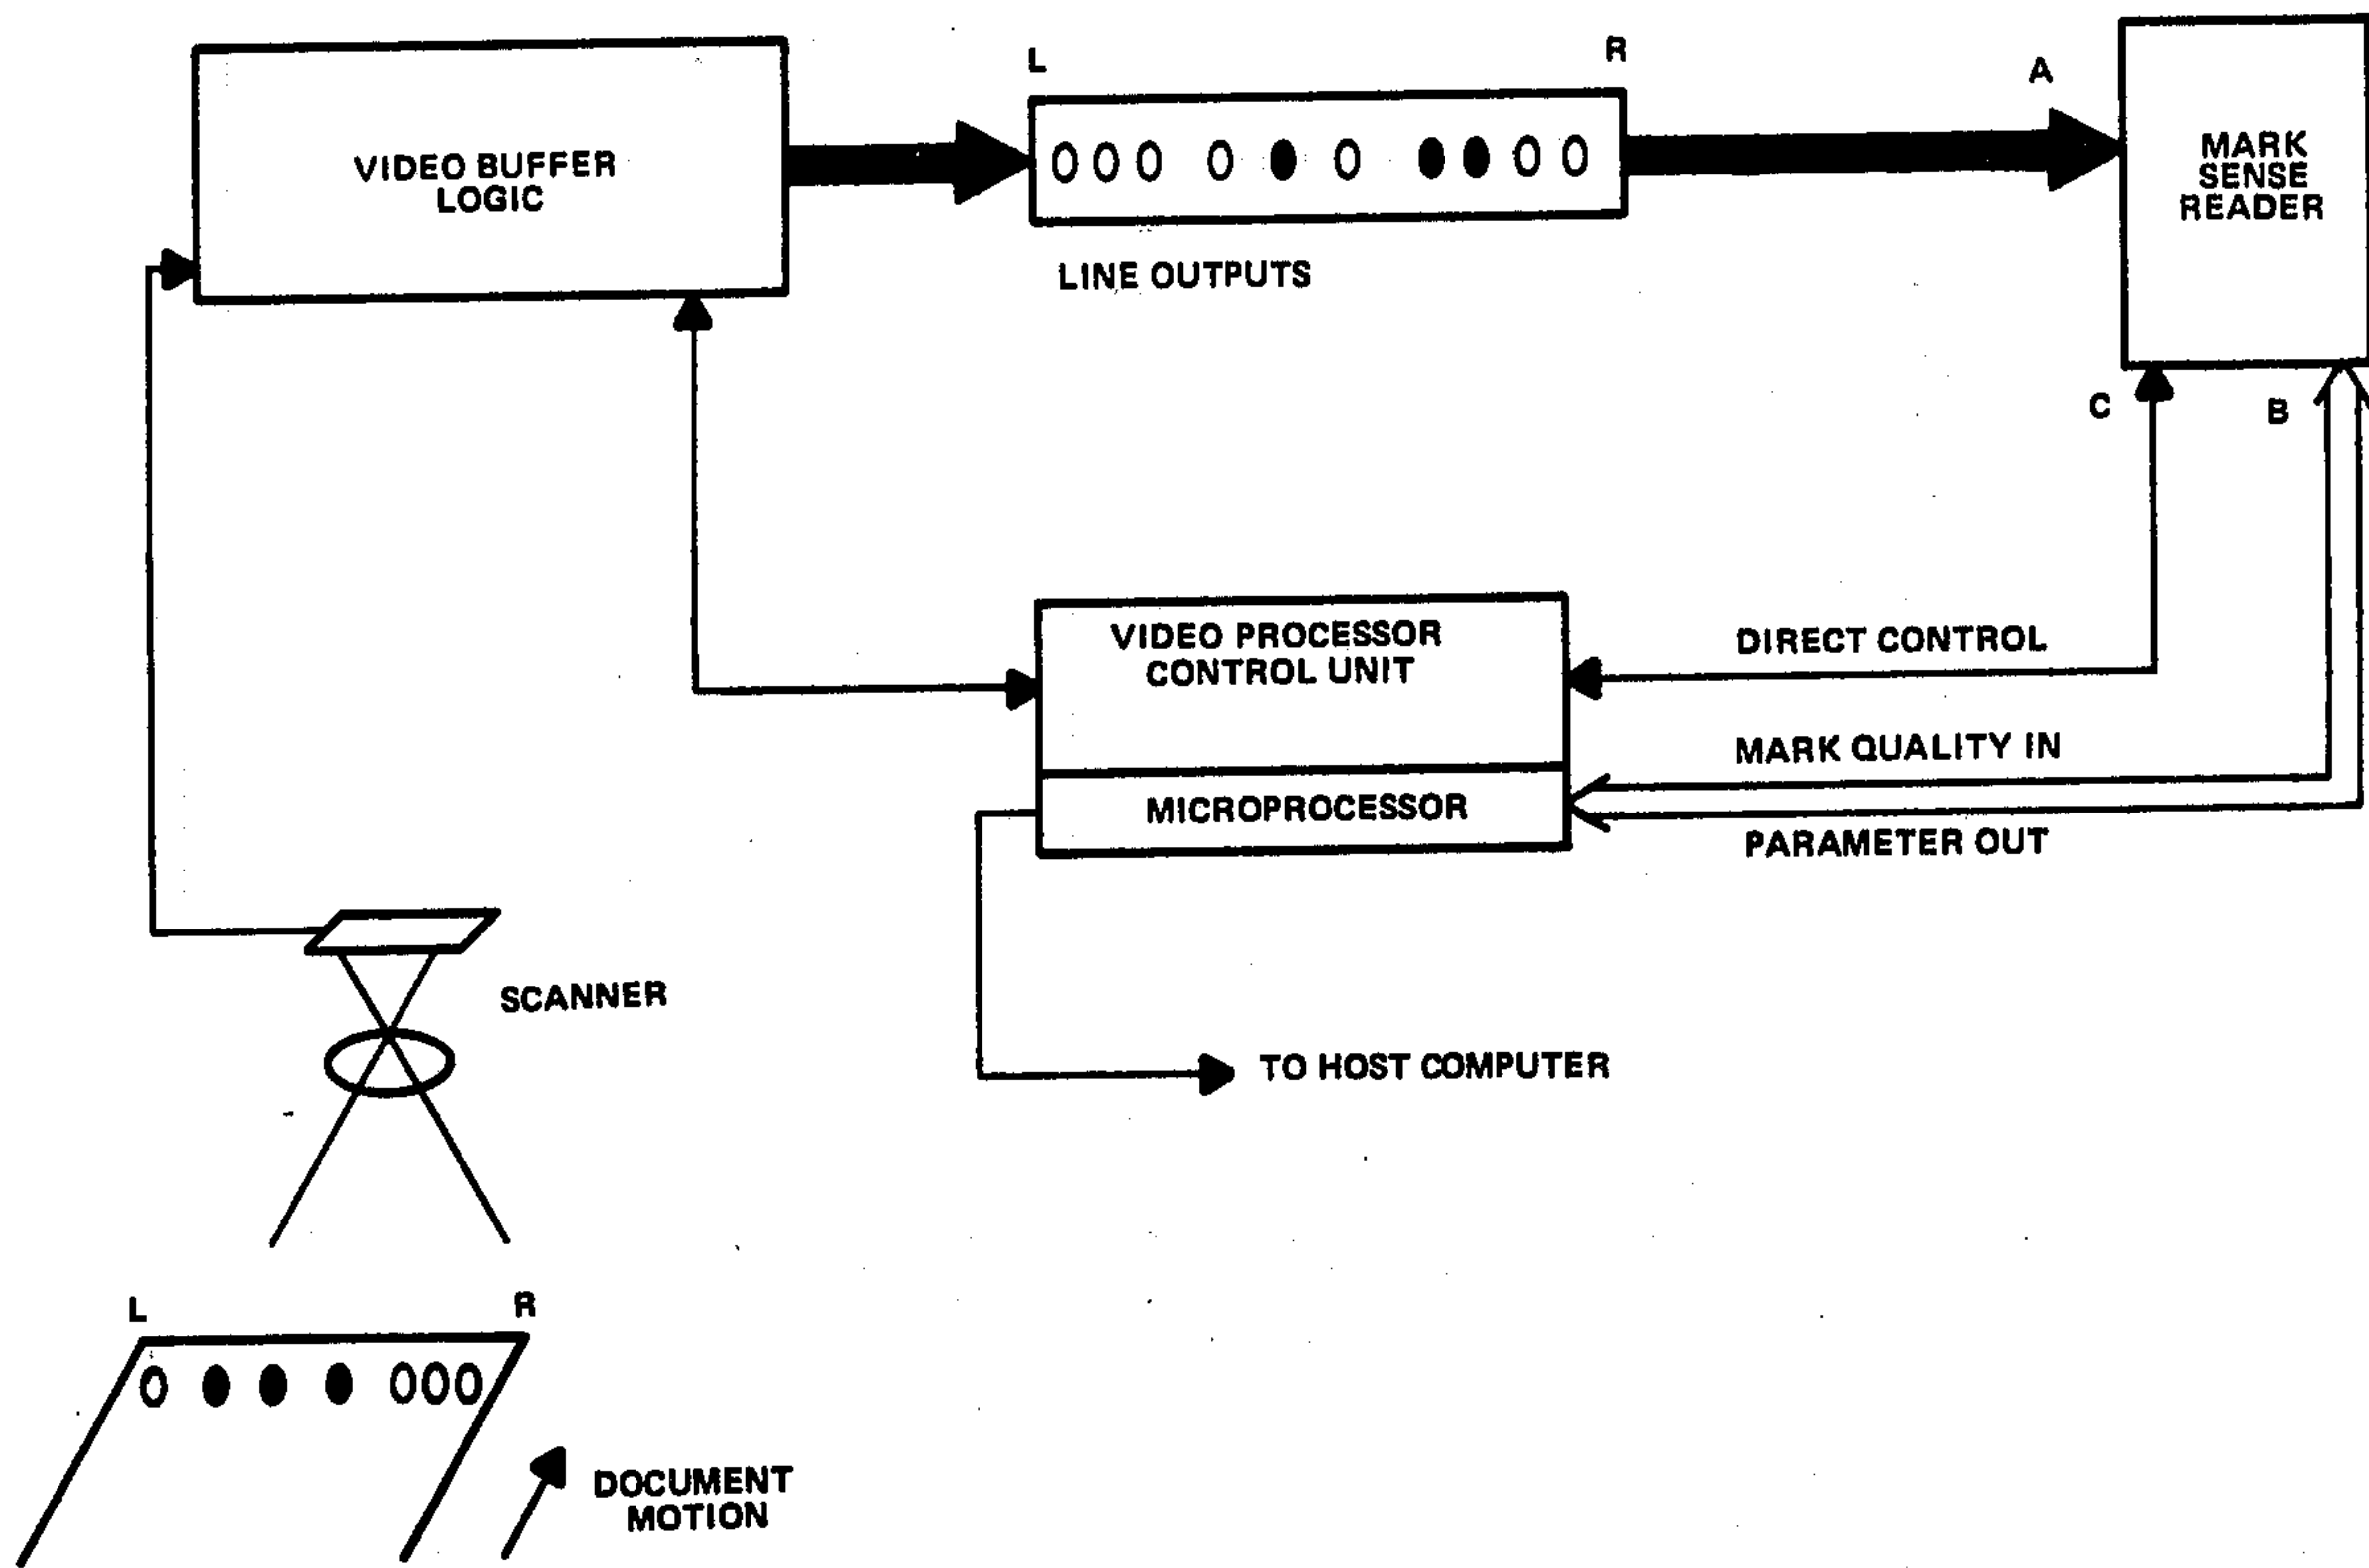 L
R
A
VIDEO BUFFER
LOGIC
MARK
SENSE
READER
LINE OUTPUTS
C
B
VIDEO PROCESSOR
CONTROL UNIT
DIRECT CONTROL
MARK QUALITY IN
MICROPROCESSOR
PARAMETER OUT
SCANNER
TO HOST COMPUTER
L
R
DOCUMENT
MOTION